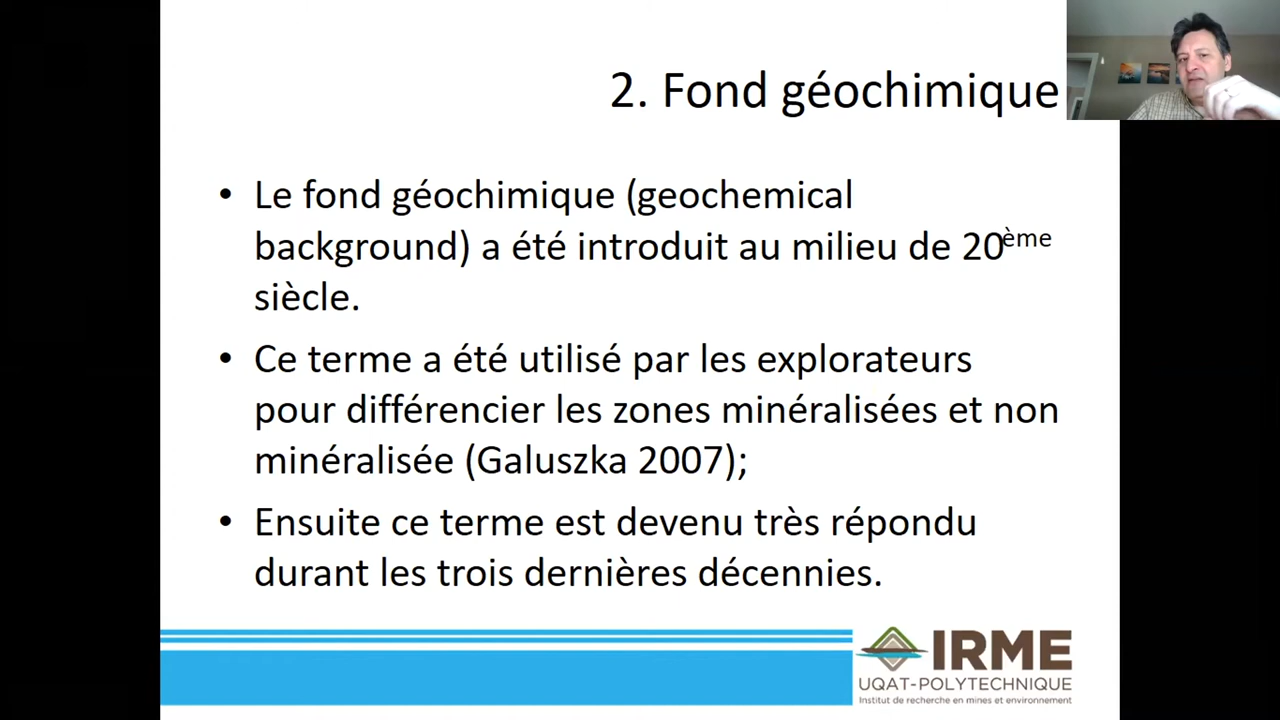 2. Fond géochimique
• Le fond géochimique (geochemical
background) a été introduit au milieu de 20ème
siècle.
• Ce terme a été utilisé par les explorateurs
pour différencier les zones minéralisées et non
minéralisée (Galuszka 2007);
• Ensuite ce terme est devenu très répondu
durant les trois dernières décennies.
IRME
UQAT-POLYTECHNIQUE
Institut de recherche en mines et environnement